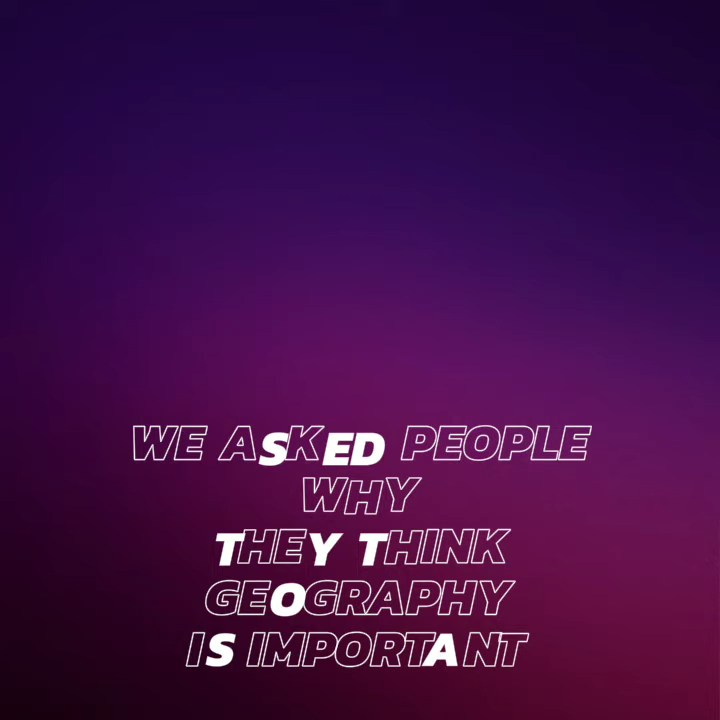 WE ASKED PEOPLE
WHY
THEY THINK
GEOGRAPHY
IS IMPORTANT